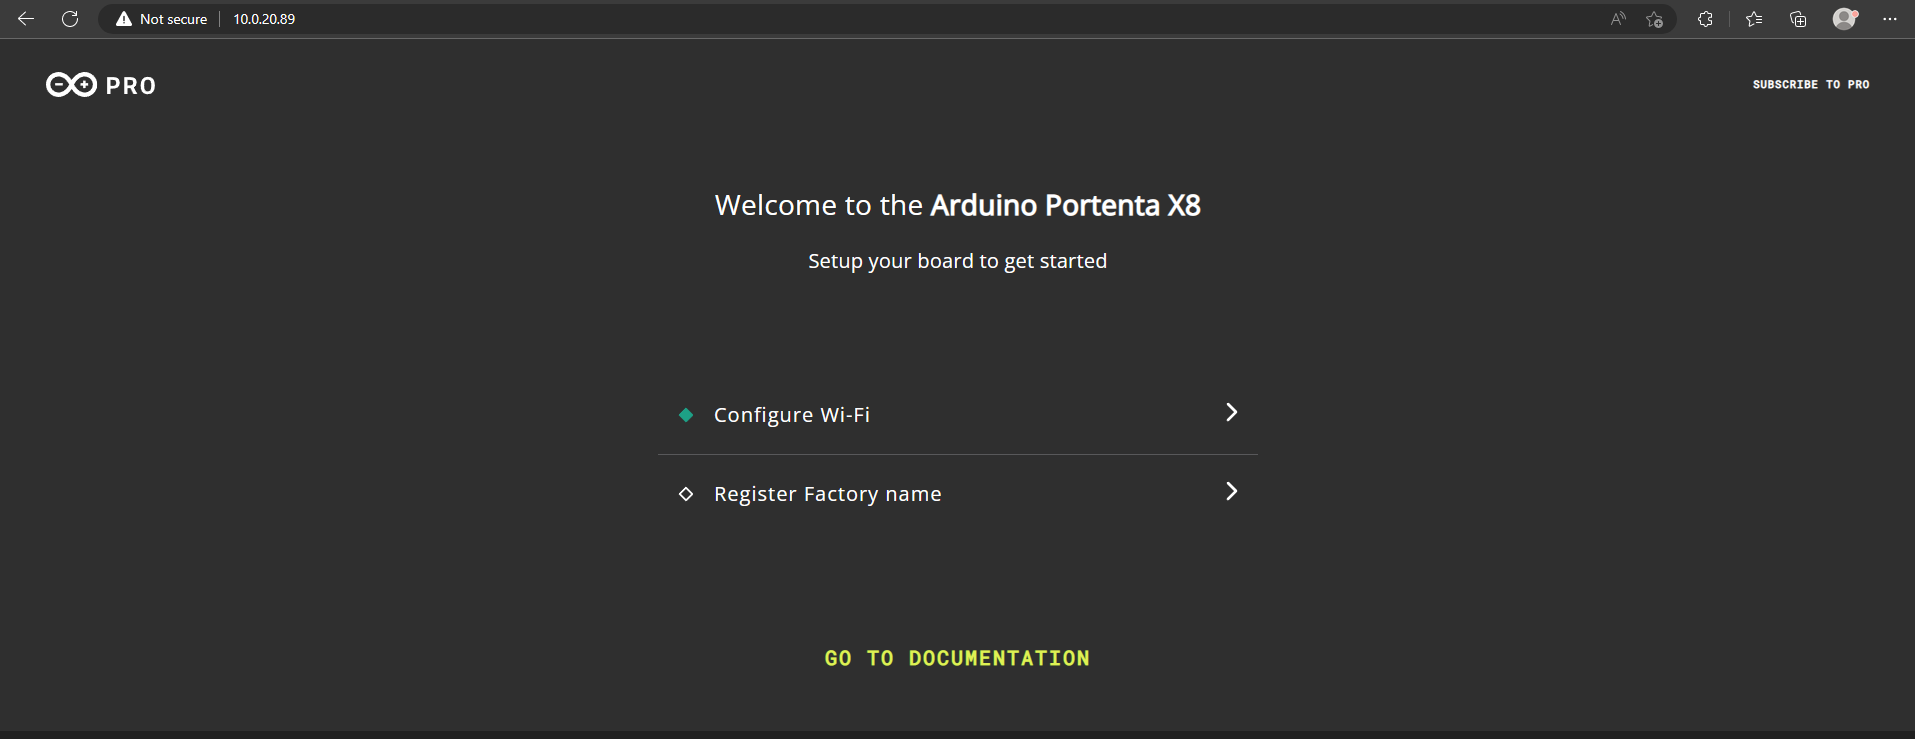 Not secure 10.0.20.89
PRO
SUBSCRIBE TO PRO
Welcome to the Arduino Portenta X8
Setup your board to get started
Configure Wi-Fi
Register Factory name
GO TO DOCUMENTATION